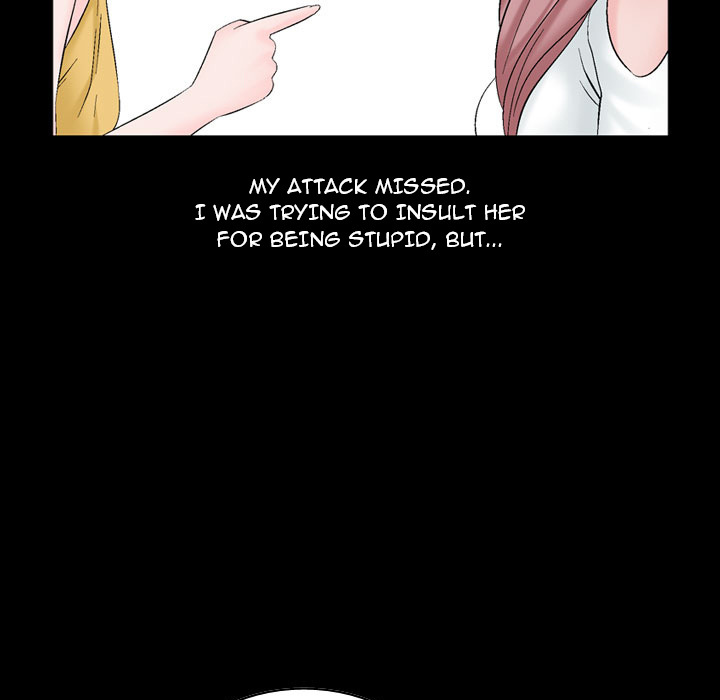 MY ATTACK MISSED.
I WAS TRYING TO INSULT HER
FOR BEING STUPID, BUT...